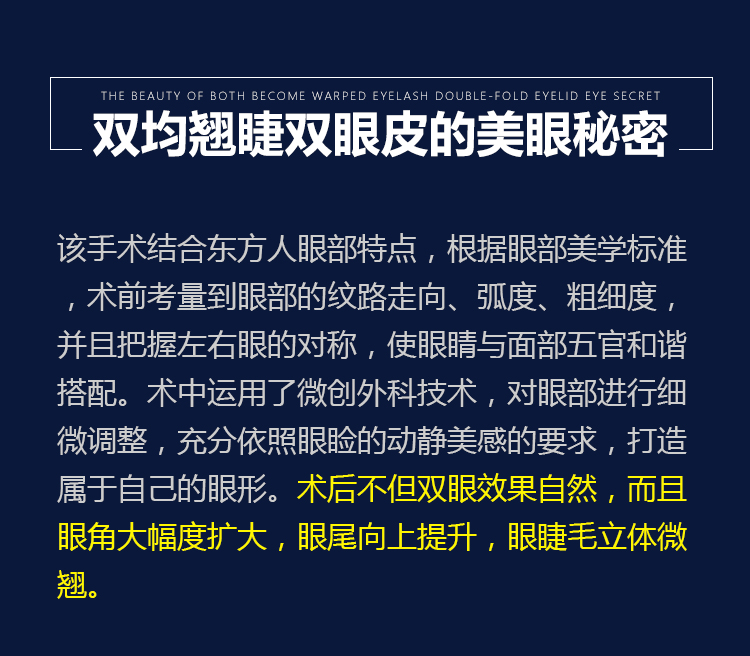 THE BEAUTY OF BOTH BECOME WARPED EYELASH DOUBLE-FOLD EYELID EYE SECRET
双均翘睫双眼皮的美眼秘密
该手术结合东方人眼部特点，根据眼部美学标准
，术前考量到眼部的纹路走向、弧度、粗细度，
并且把握左右眼的对称，使眼睛与面部五官和谐
搭配。术中运用了微创外科技术，对眼部进行细
微调整，充分依照眼睑的动静美感的要求，打造
属于自己的眼形。术后不但双眼效果自然，而且
眼角大幅度扩大，眼尾向上提升，眼睫毛立体微
翘。